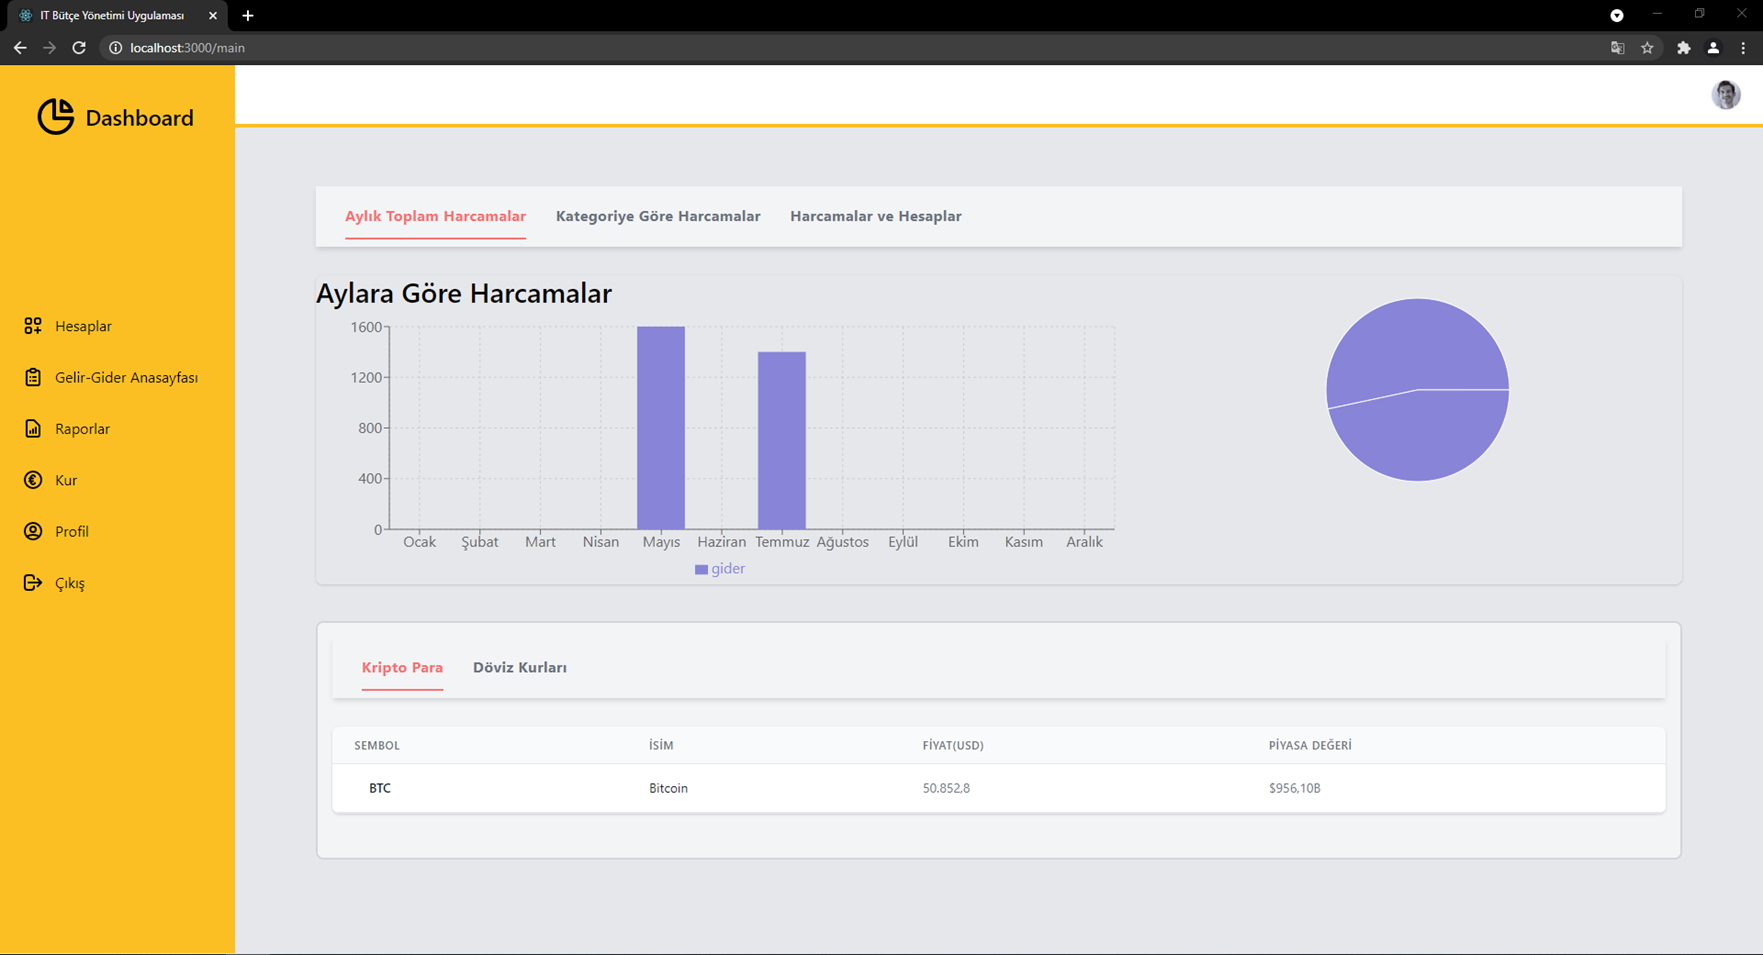 IT Bütçe Yönetimi Uygulaması
localhost:3000/main
Dashboard
Hesaplar
Gelir-Gider Anasayfası
Raporlar
Kur
Profil
Çıkış
Aylık Toplam Harcamalar Kategoriye Göre Harcamalar Harcamalar ve Hesaplar
Aylara Göre Harcamalar
1600
1200
800
400
0
Ocak Şubat Mart Nisan Mayıs Haziran Temmuz Ağustos Eylül Ekim Kasım Aralık
gider
Kripto Para Döviz Kurları
SEMBOL İSİM FİYAT(USD) PİYASA DEĞERİ
BTC Bitcoin 50.852,8 $956,10B